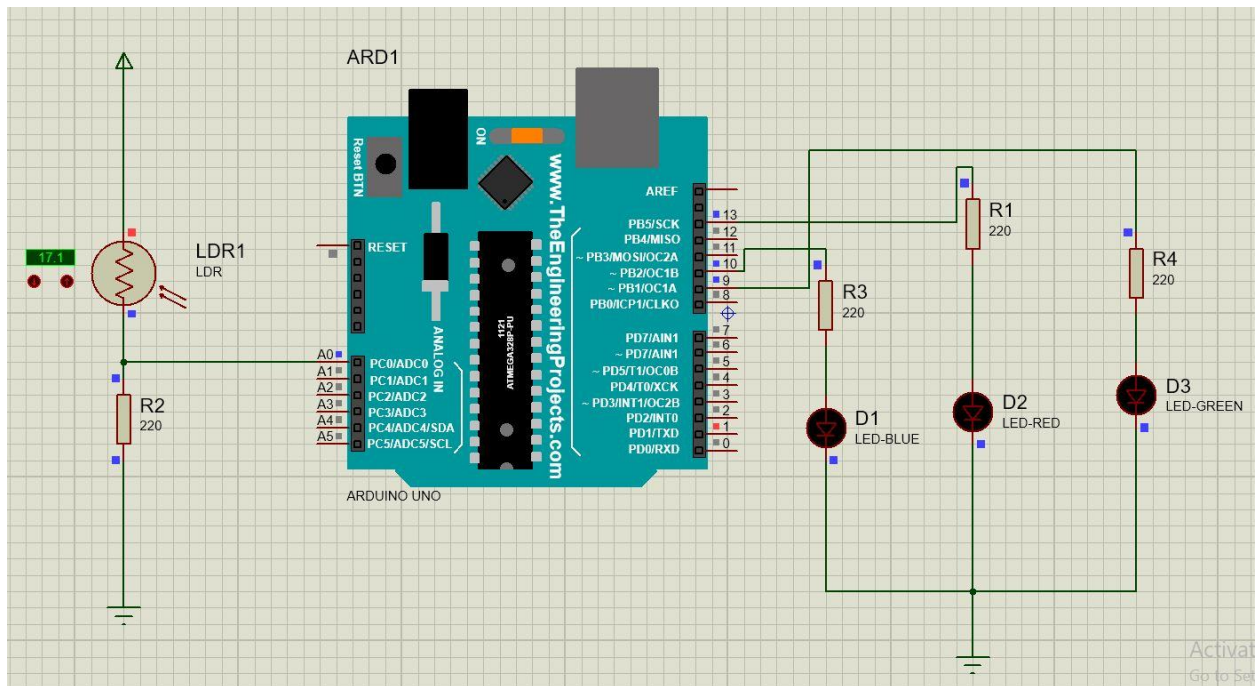 ARD1
ON
Reset BTN
www.TheEngineeringProjects.com
AREF
13
PB5/SCK
12
PB4/MISO
11
~ PB3/MOSI/OC2A
10
~ PB2/OC1B
9
~ PB1/OC1A
8
PB0/ICP1/CLKO
RESET
17.1
LDR1
LDR
ANALOG IN
1121
ATMEGA328P-PU
7
PD7/AIN1
6
~ PD7/AIN1
5
~ PD5/T1/OC0B
4
PD4/T0/XCK
3
~ PD3/INT1/OC2B
2
PD2/INT0
1
PD1/TXD
0
PD0/RXD
A0
PC0/ADC0
A1
PC1/ADC1
A2
PC2/ADC2
A3
PC3/ADC3
A4
PC4/ADC4/SDA
A5
PC5/ADC5/SCL
ARDUINO UNO
R2
220
R1
220
R4
220
R3
220
D1
LED-BLUE
D2
LED-RED
D3
LED-GREEN
Activat
Go to Set